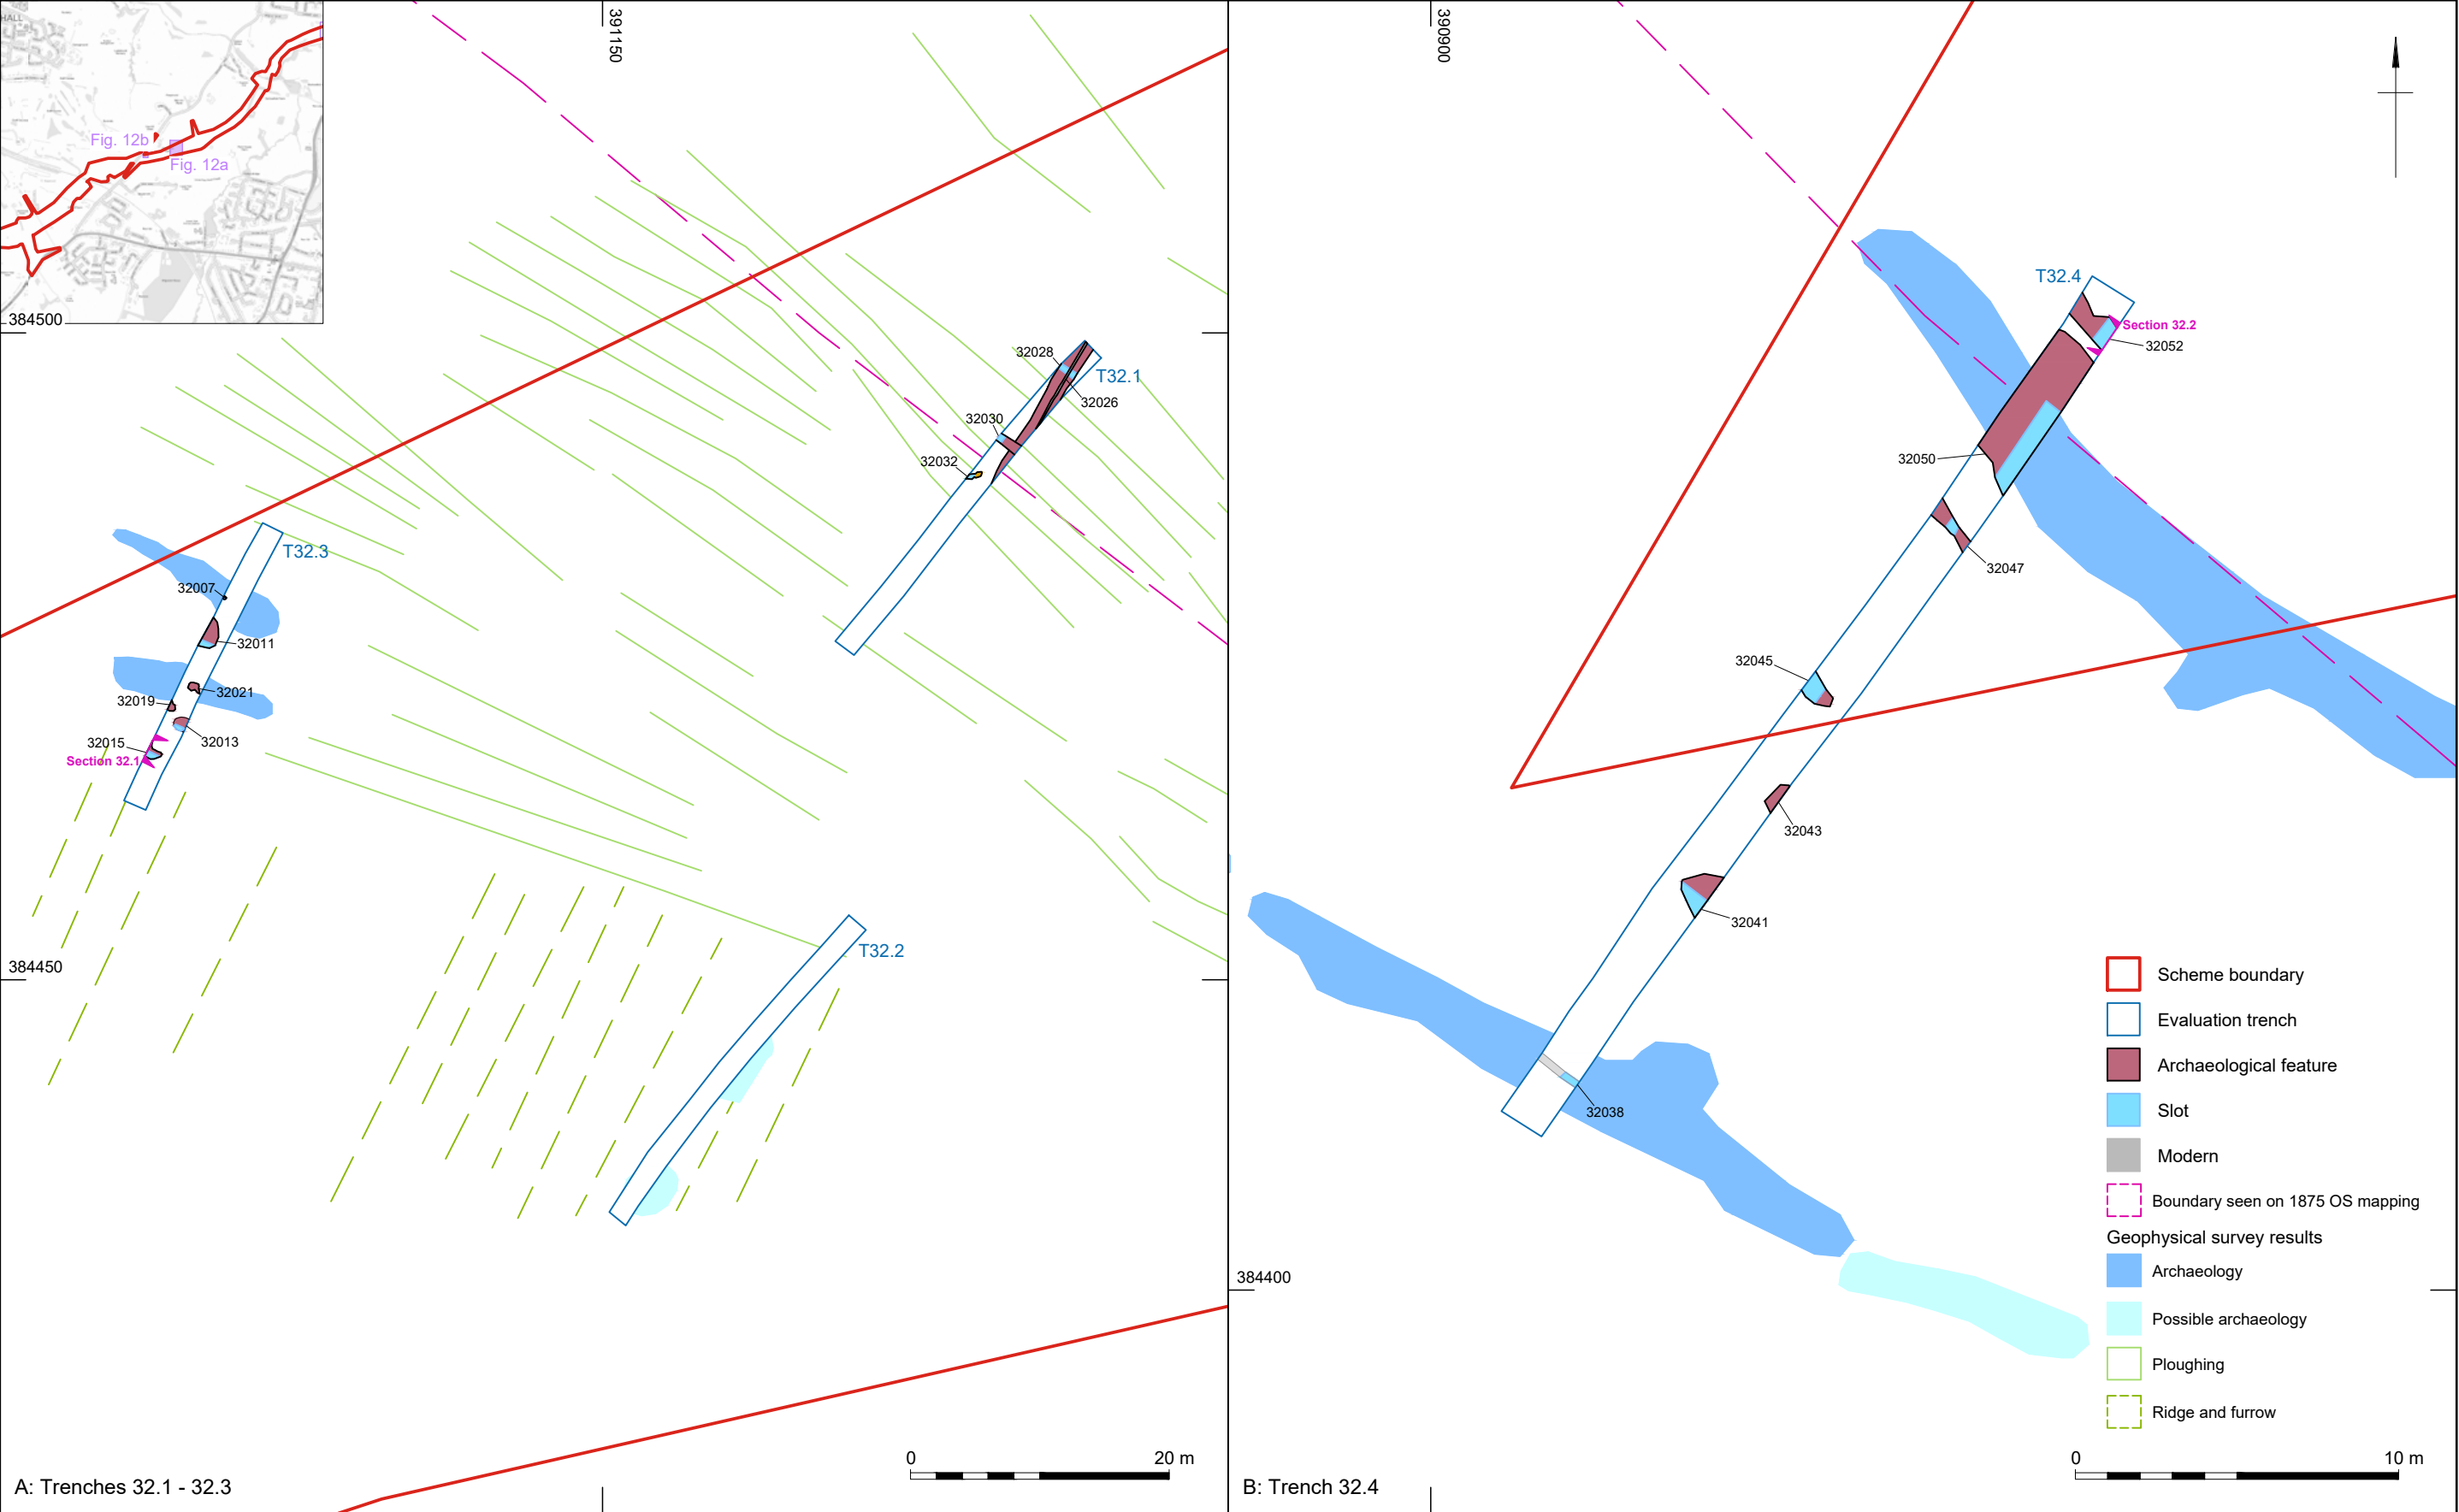 HALL
Fig. 12b
Fig. 12a
391150
384500
32028
T32.1
32026
32030
32032
T32.3
32007
32011
32021
32019
32013
32015
Section 32.1
384450
T32.2
0
20 m
A: Trenches 32.1 - 32.3
390900
T32.4
Section 32.2
32052
32050
32047
32045
32043
32041
32038
384400
Scheme boundary
Evaluation trench
Archaeological feature
Slot
Modern
Boundary seen on 1875 OS mapping
Geophysical survey results
Archaeology
Possible archaeology
Ploughing
Ridge and furrow
0
10 m
B: Trench 32.4